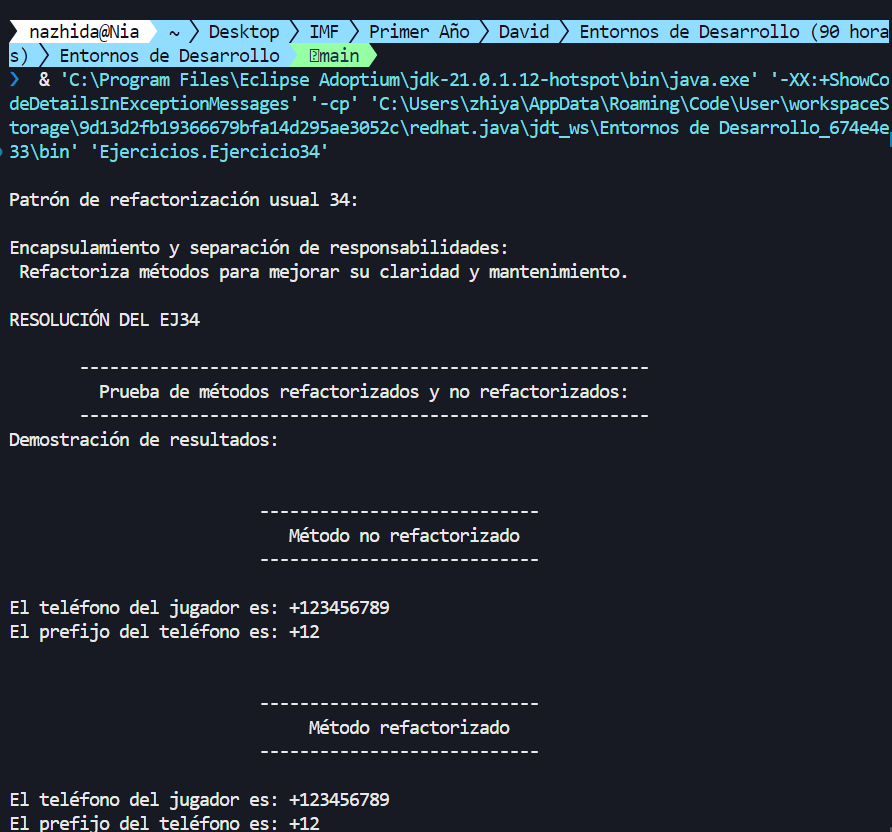 nazhida@Nia ~ Desktop IMF Primer Año David Entornos de Desarrollo (90 hora
s) Entornos de Desarrollo main
❯ & 'C:\Program Files\Eclipse Adoptium\jdk-21.0.1.12-hotspot\bin\java.exe' '-XX:+ShowCo
deDetailsInExceptionMessages' '-cp' 'C:\Users\zhiya\AppData\Roaming\Code\User\workspaceS
torage\9d13d2fb19366679bfa14d295ae3052c\redhat.java\jdt_ws\Entornos de Desarrollo_674e4e
33\bin' 'Ejercicios.Ejercicio34'
Patrón de refactorización usual 34:
Encapsulamiento y separación de responsabilidades:
Refactoriza métodos para mejorar su claridad y mantenimiento.
RESOLUCIÓN DEL EJ34
---------------------------------------------------------
Prueba de métodos refactorizados y no refactorizados:
---------------------------------------------------------
Demostración de resultados:
----------------------------
Método no refactorizado
----------------------------
El teléfono del jugador es: +123456789
El prefijo del teléfono es: +12
----------------------------
Método refactorizado
----------------------------
El teléfono del jugador es: +123456789
El prefijo del teléfono es: +12